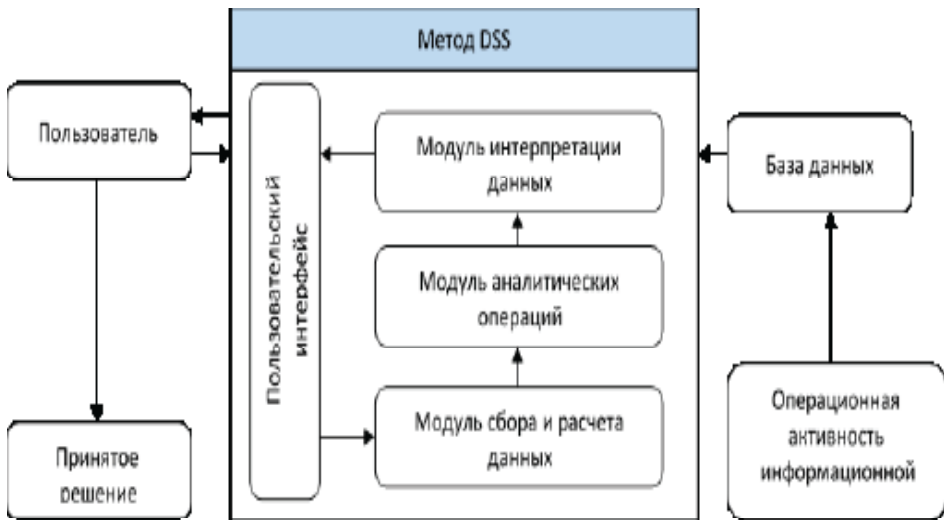 Метод DSS
Пользователь
Пользовательский
интерфейс
Модуль интерпретации
данных
База данных
Модуль аналитических
операций
Модуль сбора и расчета
данных
Принятое
решение
Операционная
активность
информационной